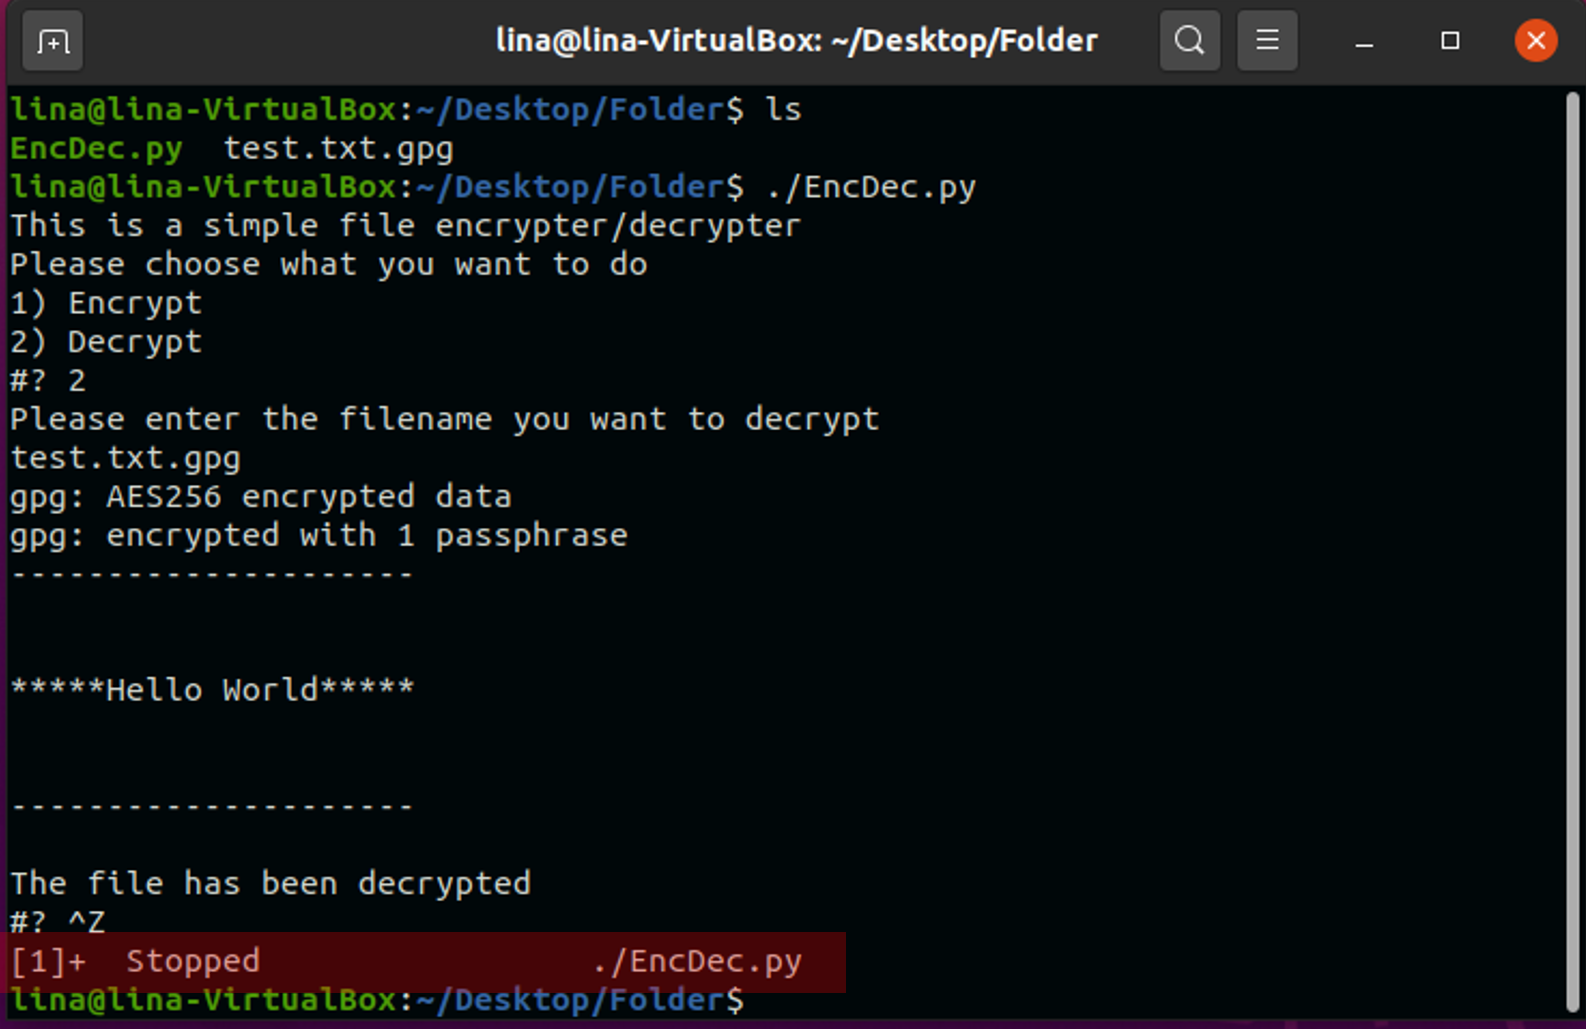 lina@lina-VirtualBox: ~/Desktop/Folder
lina@lina-VirtualBox:~/Desktop/Folder$ ls
EncDec.py  test.txt.gpg
lina@lina-VirtualBox:~/Desktop/Folder$ ./EncDec.py
This is a simple file encrypter/decrypter
Please choose what you want to do
1) Encrypt
2) Decrypt
#? 2
Please enter the filename you want to decrypt
test.txt.gpg
gpg: AES256 encrypted data
gpg: encrypted with 1 passphrase
---------------------
*****Hello World*****
---------------------
The file has been decrypted
#? ^Z
[1]+  Stopped                 ./EncDec.py
lina@lina-VirtualBox:~/Desktop/Folder$